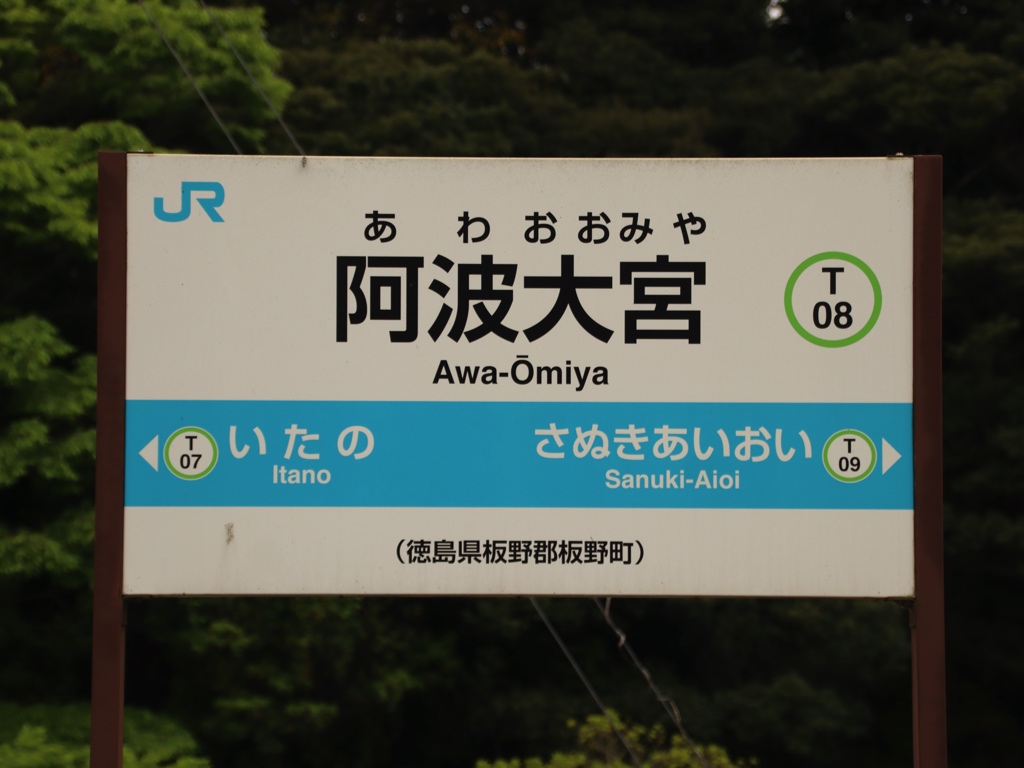 JR
あわおおみや
阿波大宮
Awa-Ōmiya
T
08
T
07
いたの
Itano
さぬきあいおい
Sanuki-Aioi
T
09
(徳島県板野郡板野町)